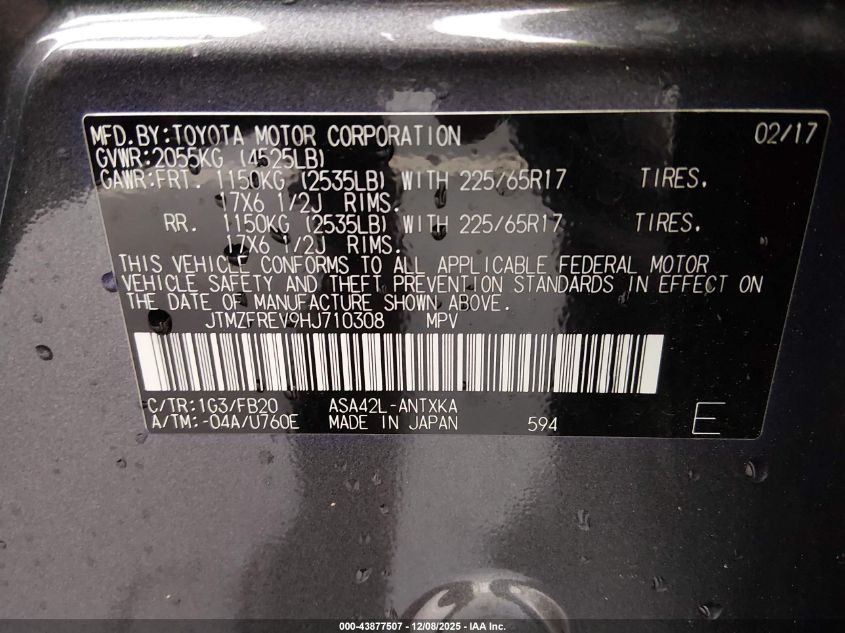 MFD.BY:TOYOTA MOTOR CORPORATION 02/17
GVWR:2055KG (4525LB)
GAWR:FRT. 1150KG (2535LB) WITH 225/65R17 TIRES.
17X6 1/2J RIMS.
RR. 1150KG (2535LB) WITH 225/65R17 TIRES.
17X6 1/2J RIMS.
THIS VEHICLE CONFORMS TO ALL APPLICABLE FEDERAL MOTOR
VEHICLE SAFETY AND THEFT PREVENTION STANDARDS IN EFFECT ON
THE DATE OF MANUFACTURE SHOWN ABOVE.
JTMZFREV9HJ710308 MPV
C/TR:1G3/FB20 ASA42L-ANTXKA
A/TM:-04A/U760E MADE IN JAPAN 594 E
000-43877507 - 12/08/2025 - IAA Inc.